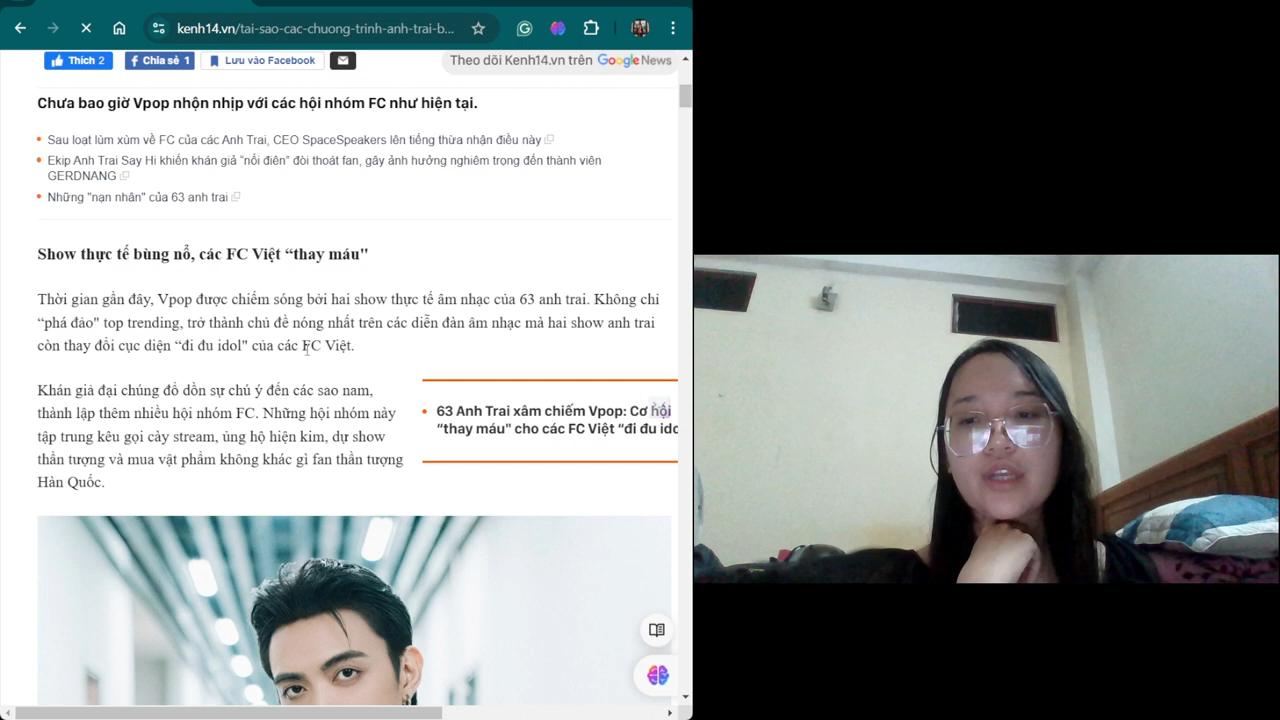 kenh14.vn/tai-sao-cac-chuong-trinh-anh-trai-b...
Thích 2
Chia sẻ 1
Lưu vào Facebook
Theo dõi Kenh14.vn trên Google News
Chưa bao giờ Vpop nhộn nhịp với các hội nhóm FC như hiện tại.
Sau loạt lùm xùm về FC của các Anh Trai, CEO SpaceSpeakers lên tiếng thừa nhận điều này
Ekip Anh Trai Say Hi khiến khán giả “nổi điên” đòi thoát fan, gây ảnh hưởng nghiêm trọng đến thành viên
GERDNANG
Những "nạn nhân" của 63 anh trai
Show thực tế bùng nổ, các FC Việt “thay máu"
Thời gian gần đây, Vpop được chiếm sóng bởi hai show thực tế âm nhạc của 63 anh trai. Không chỉ
“phá đảo" top trending, trở thành chủ đề nóng nhất trên các diễn đàn âm nhạc mà hai show anh trai
còn thay đổi cục diện “đi đu idol" của các FC Việt.
Khán giả đại chúng đổ dồn sự chú ý đến các sao nam,
thành lập thêm nhiều hội nhóm FC. Những hội nhóm này
tập trung kêu gọi cày stream, ủng hộ hiện kim, dự show
thần tượng và mua vật phẩm không khác gì fan thần tượng
Hàn Quốc.
63 Anh Trai xâm chiếm Vpop: Cơ hội
“thay máu" cho các FC Việt “đi đu ido